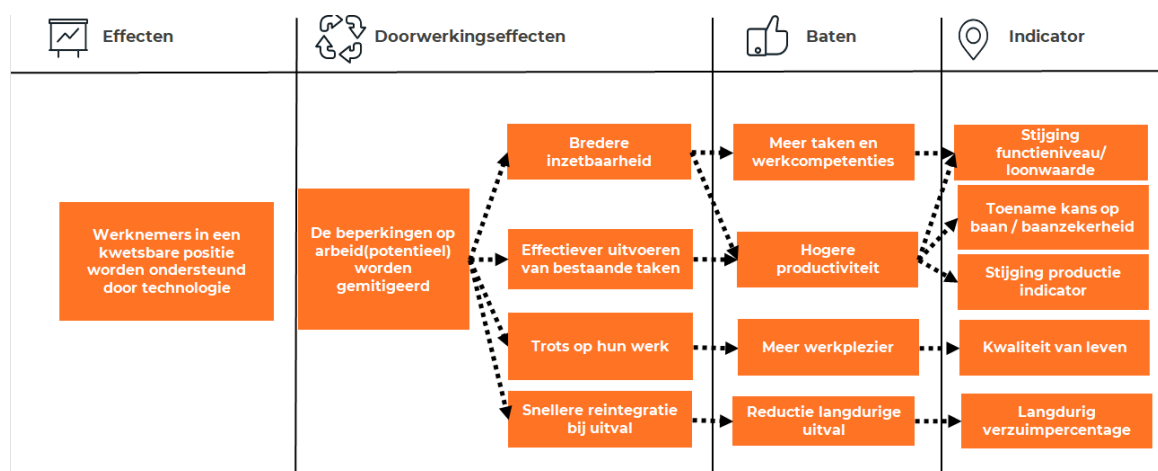 Effecten
Doorwerkingseffecten
Baten
Indicator
Werknemers in een
kwetsbare positie
worden ondersteund
door technologie
De beperkingen op
arbeid(potentieel)
worden
gemitigeerd
Bredere
inzetbaarheid
Effectiever uitvoeren
van bestaande taken
Trots op hun werk
Snellere reintegratie
bij uitval
Meer taken en
werkcompetenties
Hogere
productiviteit
Meer werkplezier
Reductie langdurige
uitval
Stijging
functieniveau/
loonwaarde
Toename kans op
baan / baanzekerheid
Stijging productie
indicator
Kwaliteit van leven
Langdurig
verzuimpercentage